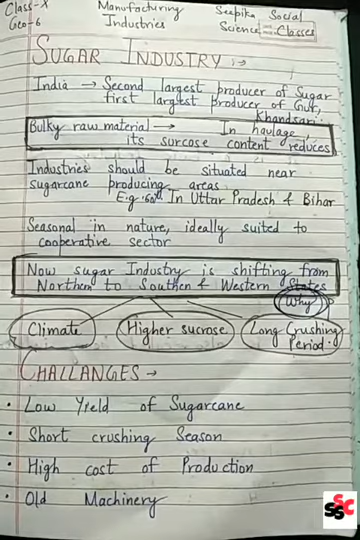 Class-X
Geo-6
Manufacturing
Industries
Seepika Social
Science Classes
SUGAR INDUSTRY :→
India → Second largest producer of Sugar
first largest producer of Gur,
Khandsari.
Bulky raw material → In haulage,
its surcose content reduces
Industries should be situated near
sugarcane producing areas
E.g. 60% In Uttar Pradesh & Bihar
Seasonal in nature, ideally suited to
cooperative sector
Now sugar Industry is shifting from
Northern to Southern & Western States
Why
Climate
Higher sucrose
Long Crushing
Period.
CHALLANGES →
• Low Yield of Sugarcane
• Short crushing Season
• High cost of Production
• Old Machinery
SSSC